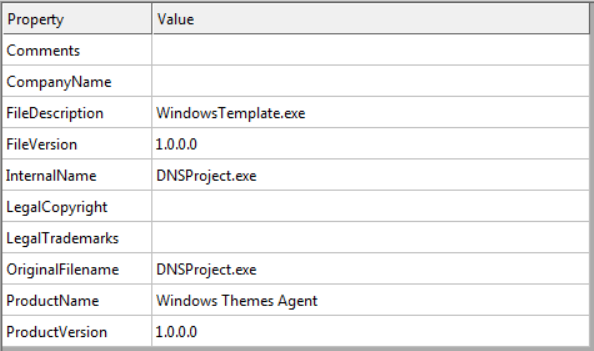 Property Value
Comments
CompanyName
FileDescription WindowsTemplate.exe
FileVersion 1.0.0.0
InternalName DNSProject.exe
LegalCopyright
LegalTrademarks
OriginalFilename DNSProject.exe
ProductName Windows Themes Agent
ProductVersion 1.0.0.0